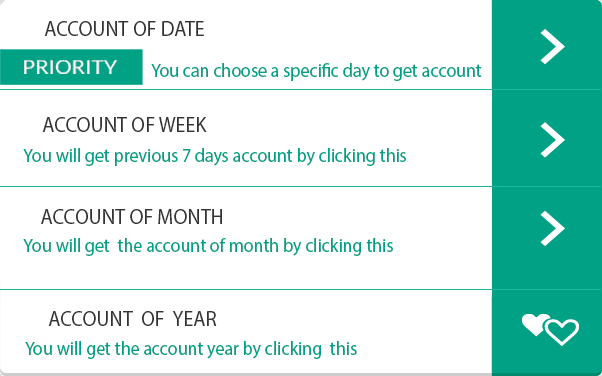 ACCOUNT OF DATE
PRIORITY You can choose a specific day to get account
ACCOUNT OF WEEK
You will get previous 7 days account by clicking this
ACCOUNT OF MONTH
You will get the account of month by clicking this
ACCOUNT OF YEAR
You will get the account year by clicking this